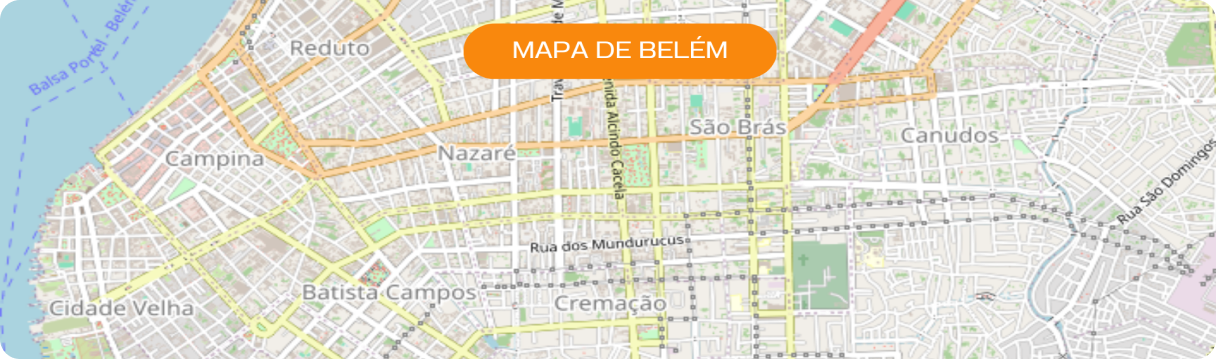 MAPA DE BELÉM
Reduto
Balsa Portel - Belém
São Brás
Canudos
Campina
Nazaré
enida Alcindo Cacela
Rua São Domingos
Rua dos Mundurucus
Batista Campos
Cremação
Cidade Velha